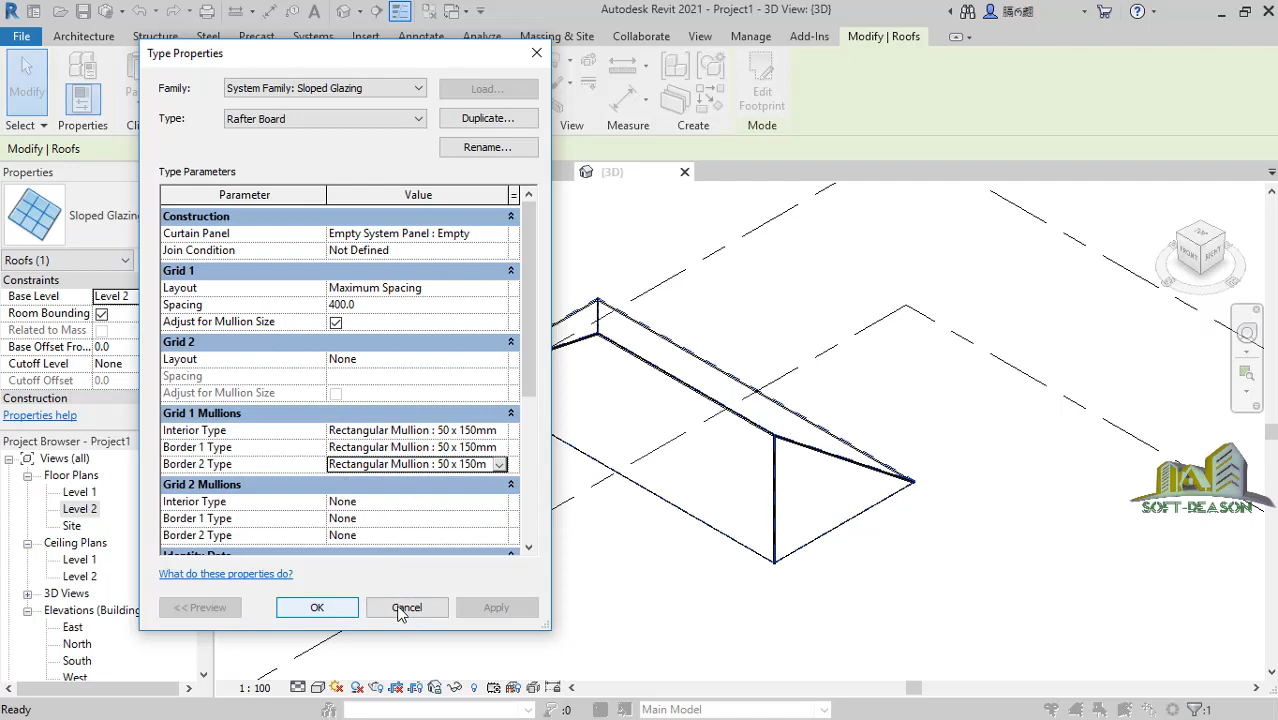 Autodesk Revit 2021 - Project1 - 3D View: {3D}
File
Architecture
Structure
Steel
Precast
Systems
Insert
Annotate
Analyze
Massing & Site
Collaborate
View
Manage
Add-Ins
Modify | Roofs
Modify
Select
Properties
View
Measure
Create
Edit
Footprint
Mode
Modify | Roofs
Type Properties
Family:
System Family: Sloped Glazing
Load...
Type:
Rafter Board
Duplicate...
Rename...
Type Parameters
Parameter Value =
Construction
Curtain Panel Empty System Panel : Empty
Join Condition Not Defined
Grid 1
Layout Maximum Spacing
Spacing 400.0
Adjust for Mullion Size
Grid 2
Layout None
Spacing
Adjust for Mullion Size
Grid 1 Mullions
Interior Type Rectangular Mullion : 50 x 150mm
Border 1 Type Rectangular Mullion : 50 x 150mm
Border 2 Type Rectangular Mullion : 50 x 150m
Grid 2 Mullions
Interior Type None
Border 1 Type None
Border 2 Type None
Identity Data
What do these properties do?
<< Preview
OK
Cancel
Apply
Properties
Sloped Glazing
Roofs (1)
Constraints
Base Level Level 2
Room Bounding
Related to Mass
Base Offset Fro... 0.0
Cutoff Level None
Cutoff Offset 0.0
Construction
Properties help
Project Browser - Project1
Views (all)
Floor Plans
Level 1
Level 2
Site
Ceiling Plans
Level 1
Level 2
3D Views
Elevations (Building
East
North
South
West
{3D}
FRONT
RIGHT
SOFT-REASON
1 : 100
Ready
:0
Main Model
:1